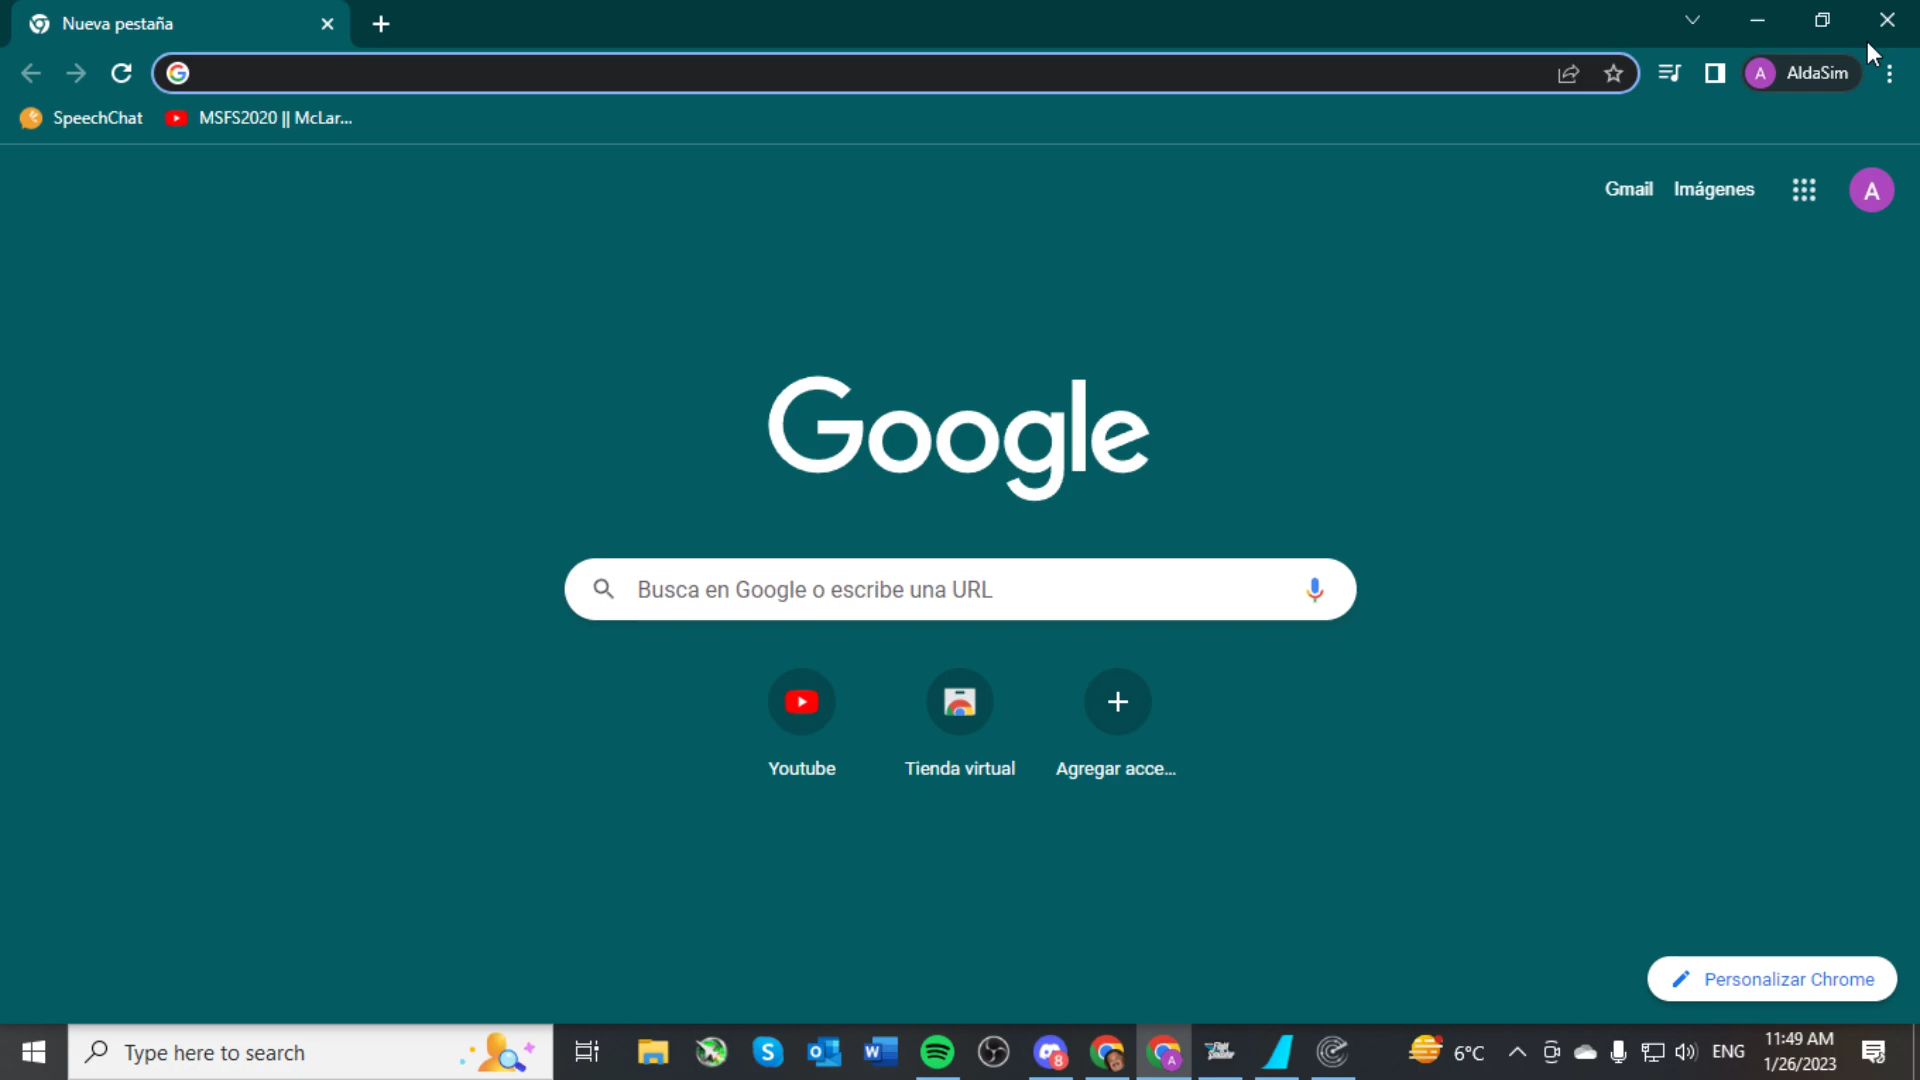 Nueva pestaña
AldaSim
SpeechChat
MSFS2020 || McLar...
Gmail
Imágenes
A
Google
Busca en Google o escribe una URL
Youtube
Tienda virtual
Agregar acce...
Personalizar Chrome
Type here to search
8
6°C
ENG
11:49 AM
1/26/2023